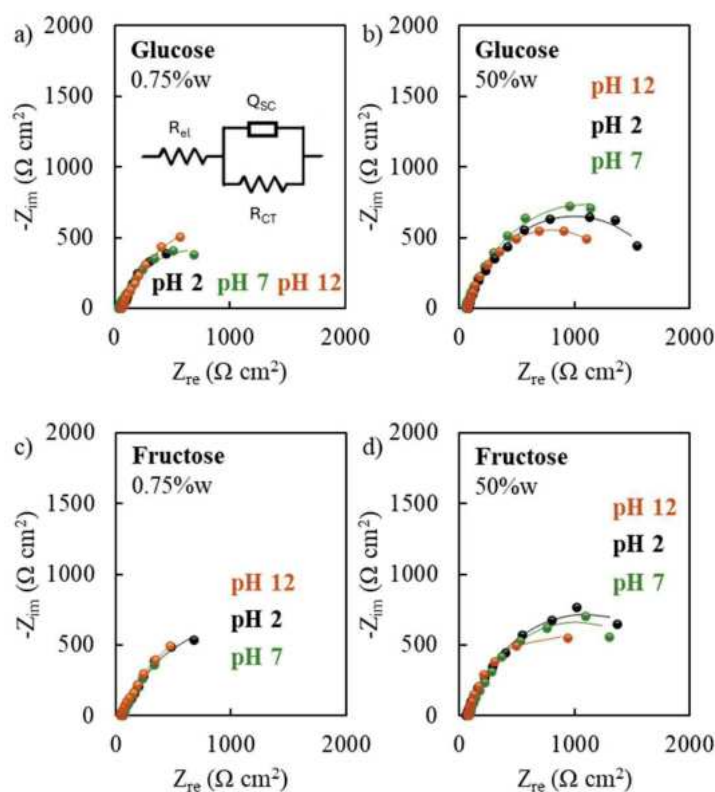 a)
Glucose
0.75%w
2000
1500
1000
500
0
-Z_im (Ω cm²)
Q_SC
R_el
R_CT
pH 2 pH 7 pH 12
0 1000 2000
Z_re (Ω cm²)
b)
Glucose
50%w
pH 12
pH 2
pH 7
2000
1500
1000
500
0
-Z_im (Ω cm²)
0 1000 2000
Z_re (Ω cm²)
c)
Fructose
0.75%w
2000
1500
1000
500
0
-Z_im (Ω cm²)
pH 12
pH 2
pH 7
0 1000 2000
Z_re (Ω cm²)
d)
Fructose
50%w
pH 12
pH 2
pH 7
2000
1500
1000
500
0
-Z_im (Ω cm²)
0 1000 2000
Z_re (Ω cm²)